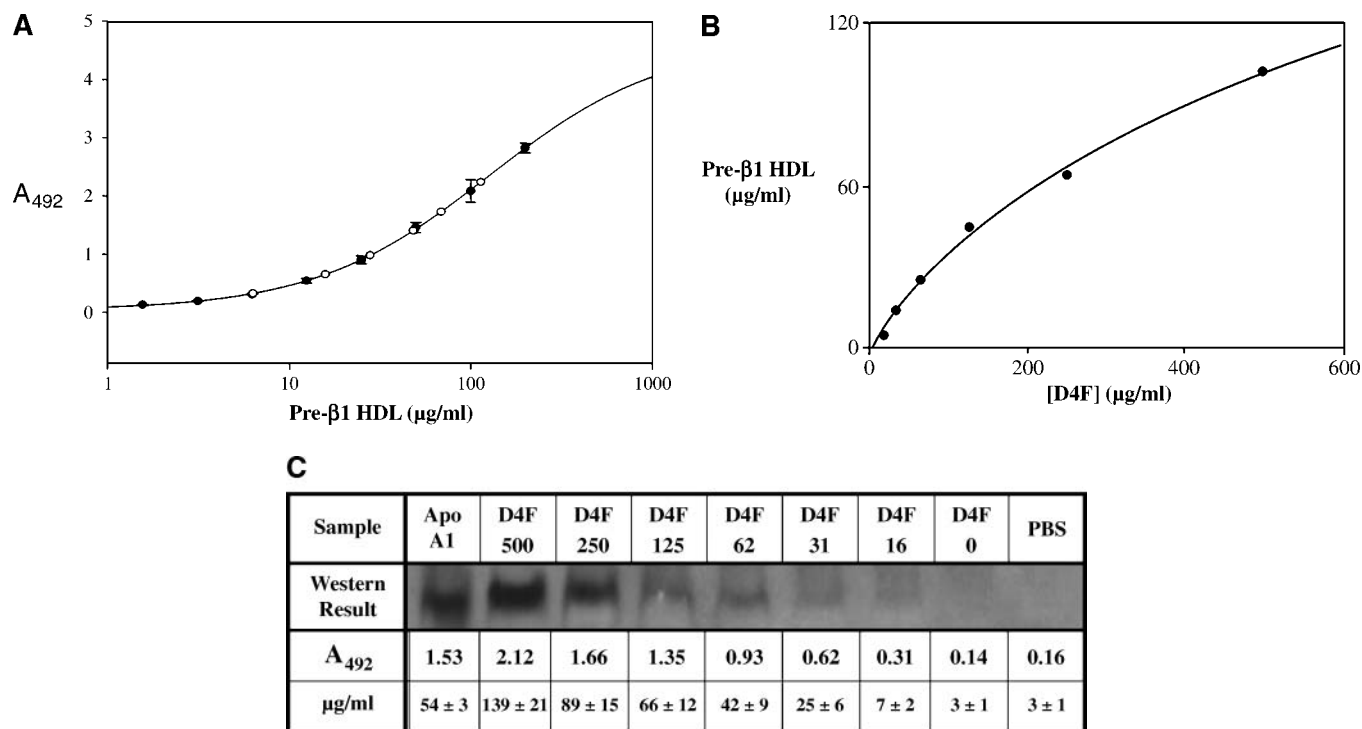 A
B
5
4
3
2
1
0
A492
1
10
100
1000
Pre-β1 HDL (µg/ml)
120
60
0
Pre-β1 HDL
(µg/ml)
0
200
400
600
[D4F] (µg/ml)
C
Sample Apo A1 D4F 500 D4F 250 D4F 125 D4F 62 D4F 31 D4F 16 D4F 0 PBS
Western Result
A492 1.53 2.12 1.66 1.35 0.93 0.62 0.31 0.14 0.16
µg/ml 54 ± 3 139 ± 21 89 ± 15 66 ± 12 42 ± 9 25 ± 6 7 ± 2 3 ± 1 3 ± 1